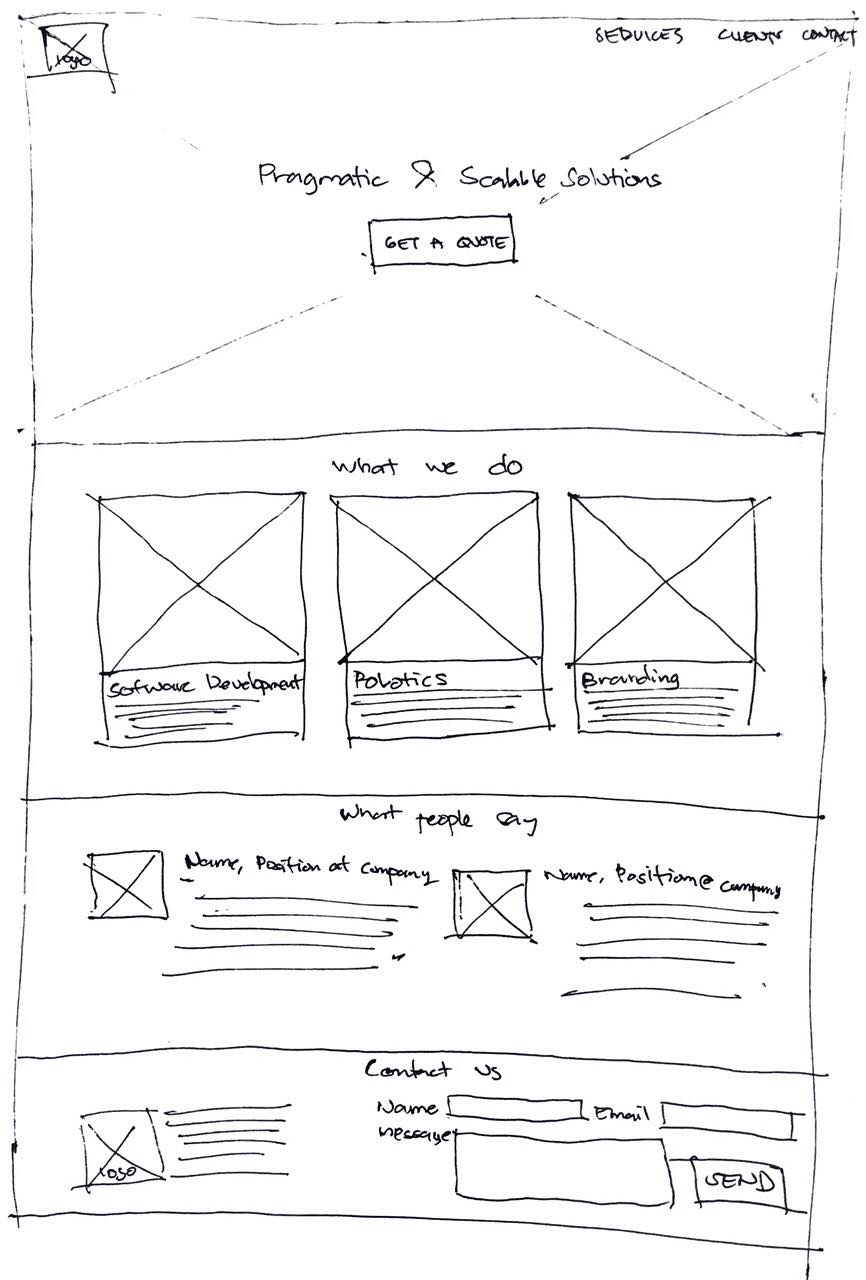 Logo
SERVICES CLIENTS CONTACT
Pragmatic & Scalable Solutions
GET A QUOTE
What we do
Software Development
Robotics
Branding
What people say
Name, Position at Company
Name, Position @ Company
Contact us
Logo
Name
Email
Message
SEND